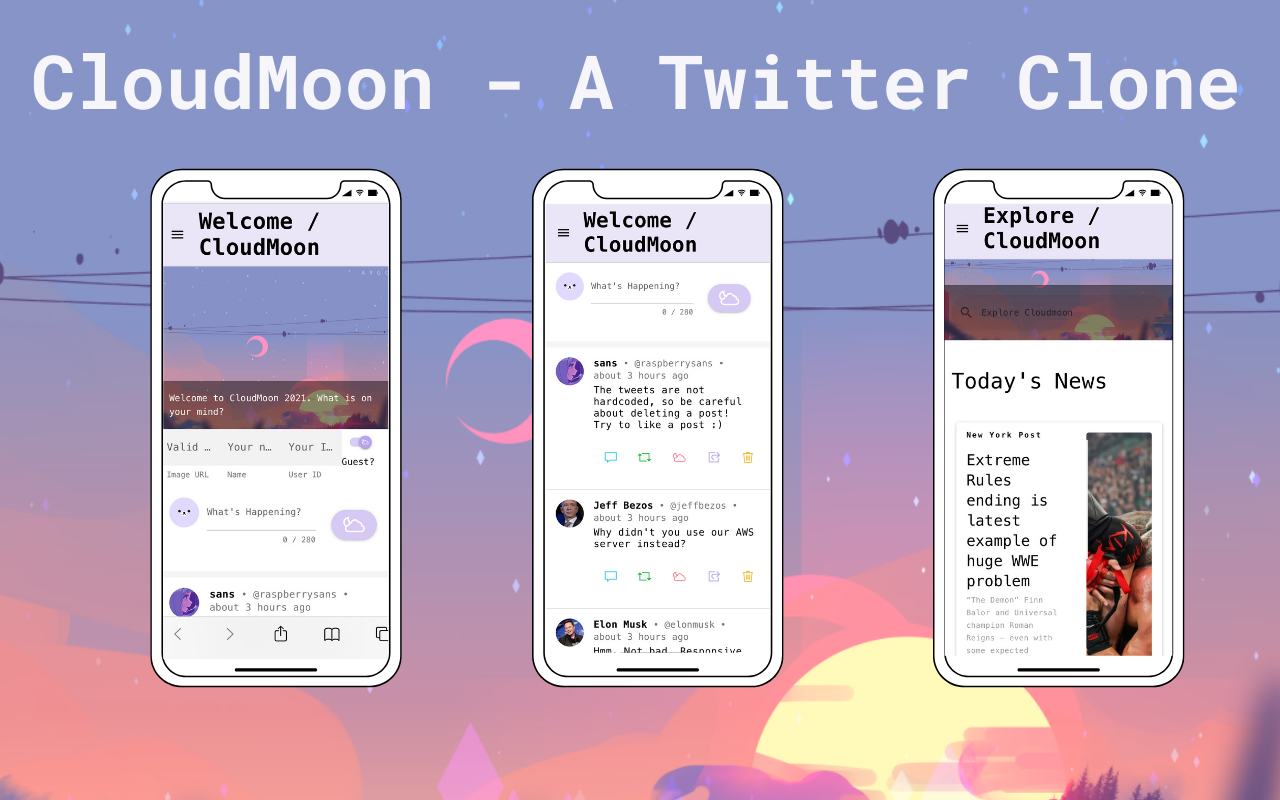 CloudMoon - A Twitter Clone
Welcome /
CloudMoon
Welcome to CloudMoon 2021. What is on
your mind?
Valid … Your n… Your I…
Guest?
Image URL Name User ID
What's Happening?
0 / 280
sans • @raspberrysans •
about 3 hours ago
Welcome /
CloudMoon
What's Happening?
0 / 280
sans • @raspberrysans •
about 3 hours ago
The tweets are not
hardcoded, so be careful
about deleting a post!
Try to like a post :)
Jeff Bezos • @jeffbezos •
about 3 hours ago
Why didn't you use our AWS
server instead?
Elon Musk • @elonmusk •
about 3 hours ago
Hmm. Not bad. Responsive
Explore /
CloudMoon
Explore Cloudmoon
Today's News
New York Post
Extreme
Rules
ending is
latest
example of
huge WWE
problem
"The Demon" Finn
Balor and Universal
champion Roman
Reigns — even with
some expected